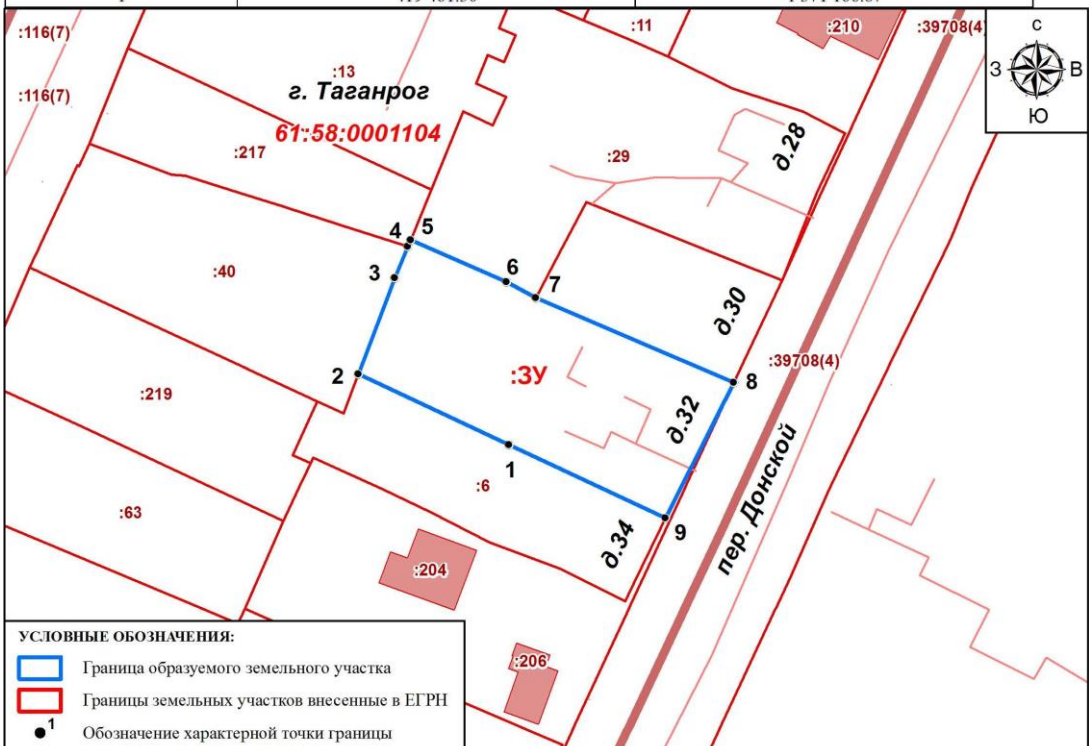 :116(7)
:11
:210
:39708(4)
С
:13
г. Таганрог
З
В
:116(7)
Ю
61:58:0001104
д.28
:217
:29
4
5
3
6
7
:40
д.30
:39708(4)
2
:ЗУ
8
:219
д.32
1
:6
пер. Донской
:63
д.34
9
:204
УСЛОВНЫЕ ОБОЗНАЧЕНИЯ:
:206
Граница образуемого земельного участка
Границы земельных участков внесенные в ЕГРН
1
Обозначение характерной точки границы